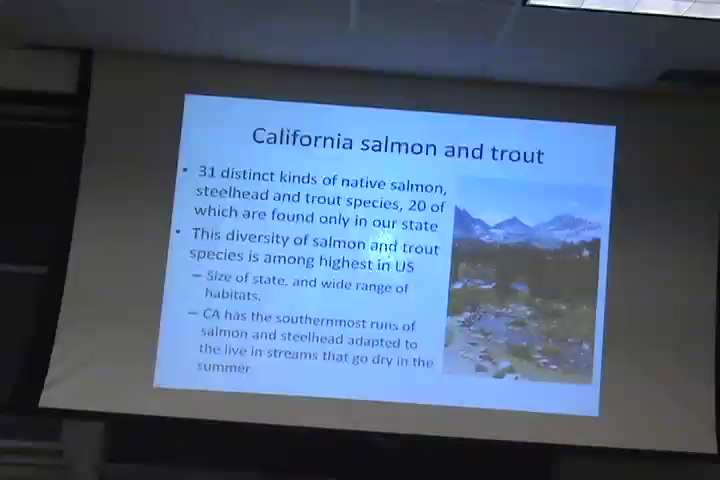 California salmon and trout
• 31 distinct kinds of native salmon,
steelhead and trout species, 20 of
which are found only in our state
• This diversity of salmon and trout
species is among highest in US
– Size of state, and wide range of
habitats.
– CA has the southernmost runs of
salmon and steelhead adapted to
the live in streams that go dry in the
summer